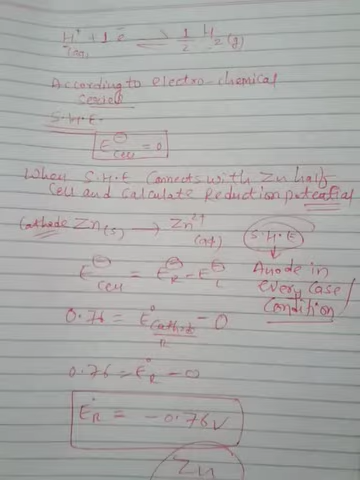 H⁺(aq) + 1e⁻ ⇌ 1/2 H₂(g)
According to electro-chemical
series
S.H.E.
E⊖cell = 0
When S.H.E Connects with Zn half
Cell and Calculate Reduction potential
Cathode Zn(s) → Zn²⁺(aq) S.H.E
↓
E⊖cell = E⊖R - E⊖L
Anode in
every case/
Condition
0.76 = E°Cathode - 0
R
0.76 = E°R - 0
E°R = - 0.76 V
Zn